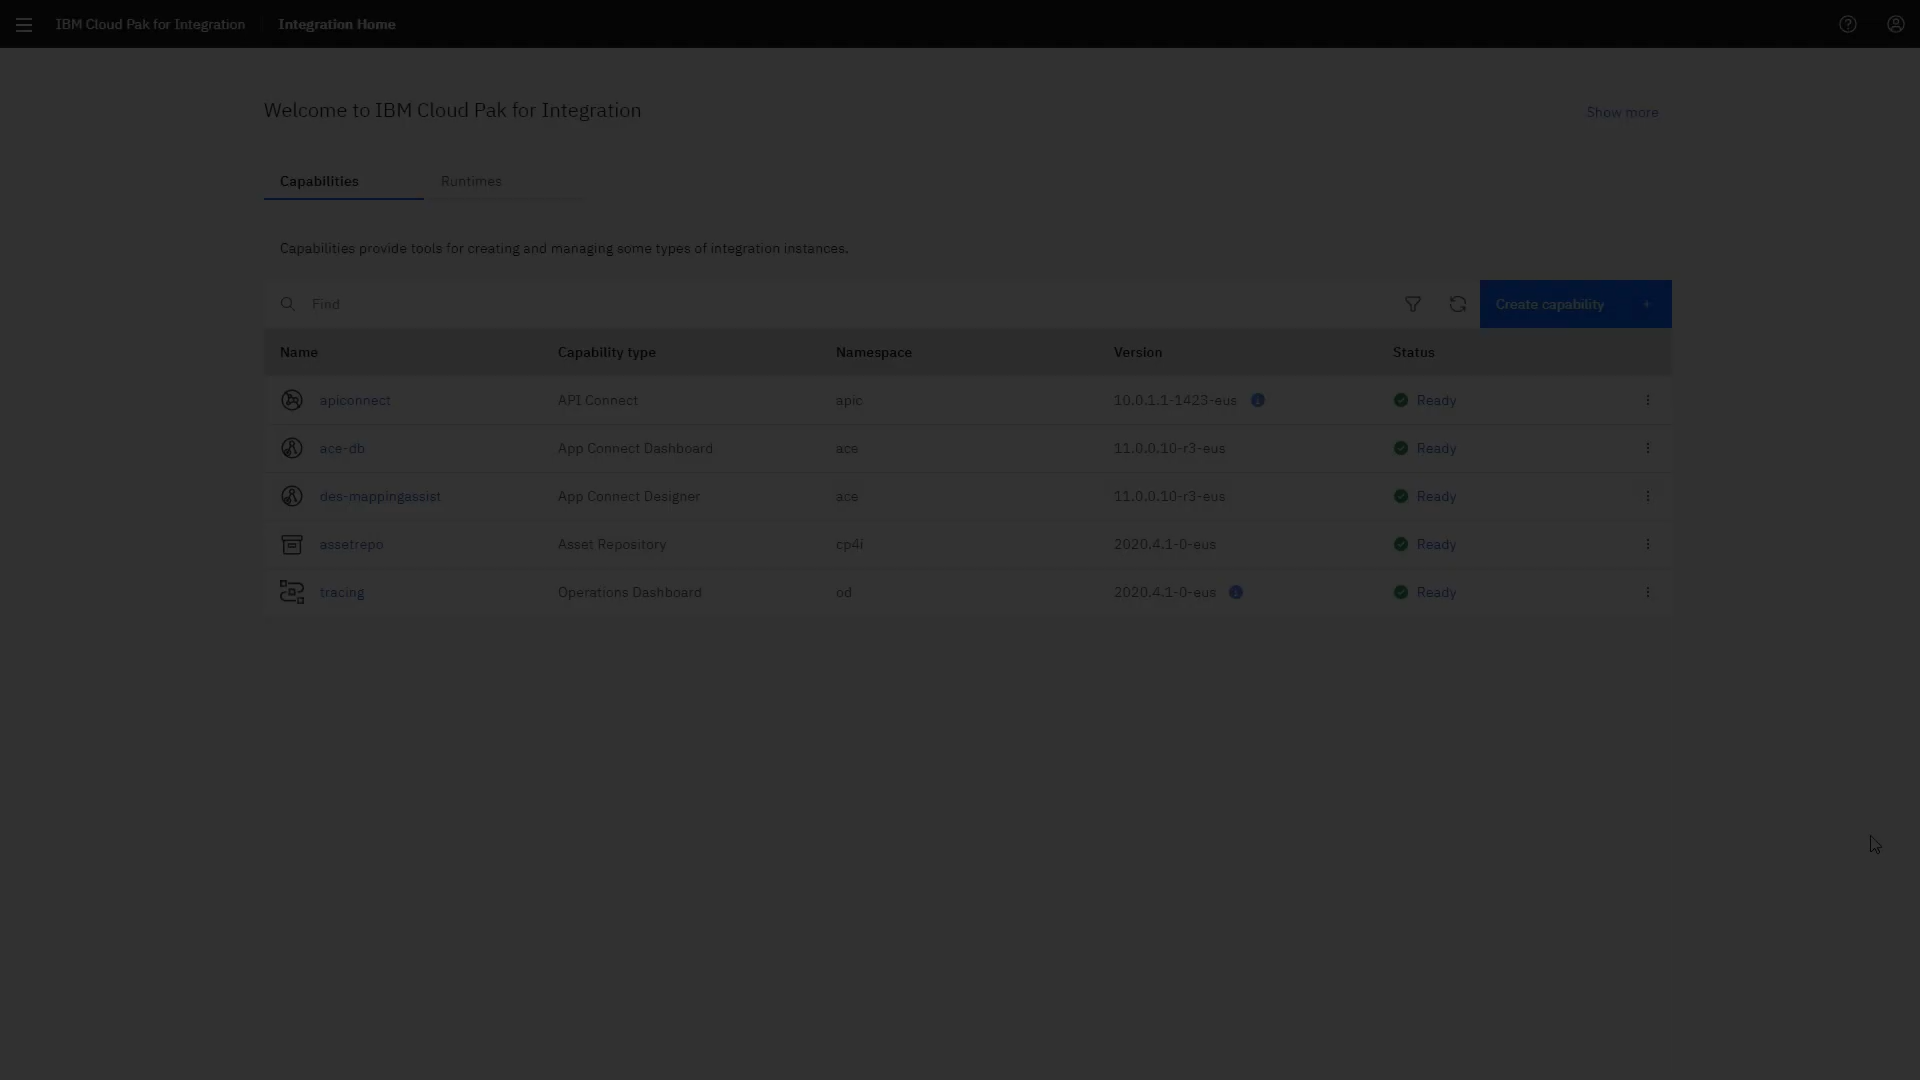 IBM Cloud Pak for Integration Integration Home
Welcome to IBM Cloud Pak for Integration Show more
Capabilities Runtimes
Capabilities provide tools for creating and managing some types of integration instances.
Find Create capability +
Name Capability type Namespace Version Status
apiconnect API Connect apic 10.0.1.1-1423-eus Ready
ace-db App Connect Dashboard ace 11.0.0.10-r3-eus Ready
des-mappingassist App Connect Designer ace 11.0.0.10-r3-eus Ready
assetrepo Asset Repository cp4i 2020.4.1-0-eus Ready
tracing Operations Dashboard od 2020.4.1-0-eus Ready